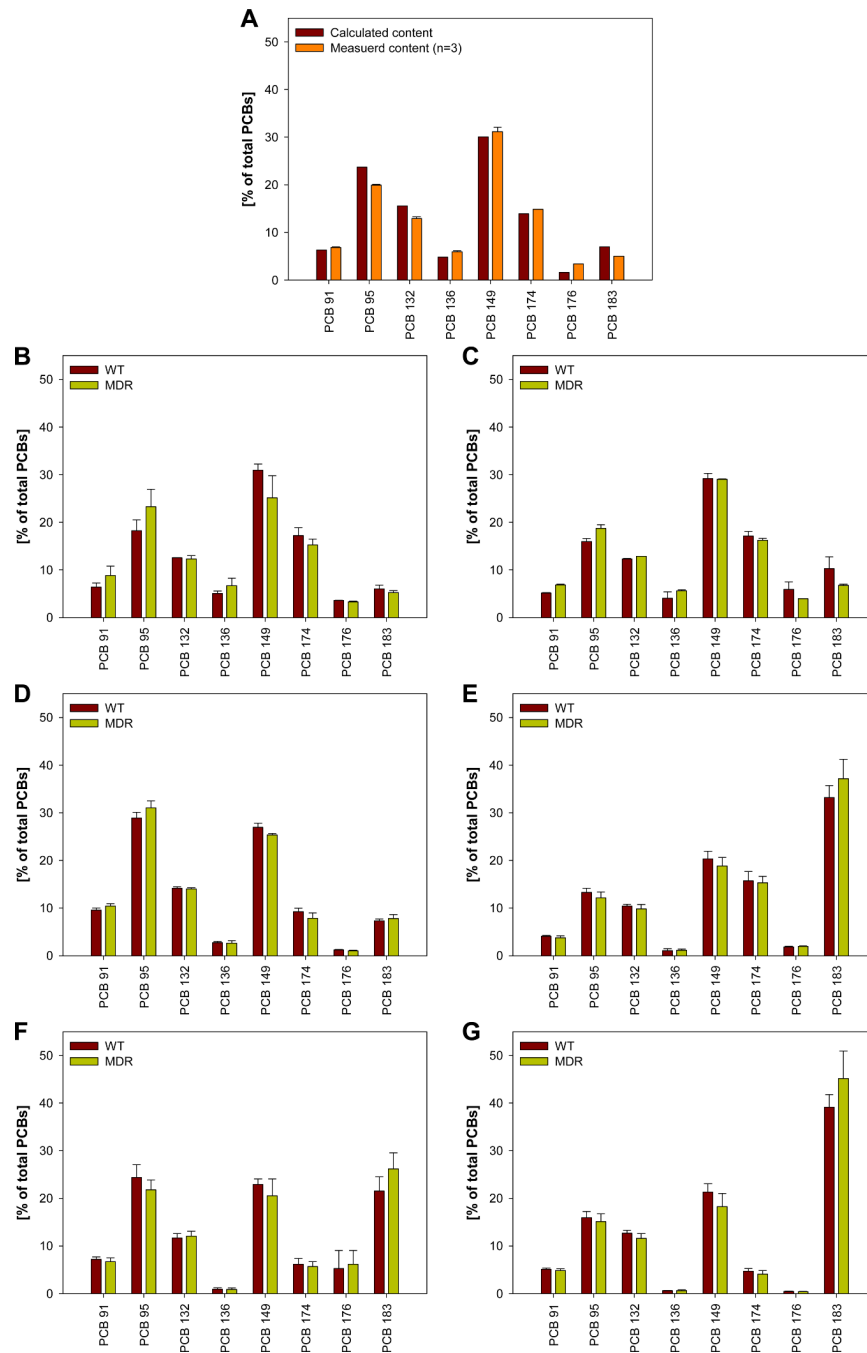 A
[% of total PCBs]
50
40
30
20
10
0
Calculated content
Measuerd content (n=3)
PCB 91
PCB 95
PCB 132
PCB 136
PCB 149
PCB 174
PCB 176
PCB 183
B
[% of total PCBs]
50
40
30
20
10
0
WT
MDR
PCB 91
PCB 95
PCB 132
PCB 136
PCB 149
PCB 174
PCB 176
PCB 183
C
[% of total PCBs]
50
40
30
20
10
0
WT
MDR
PCB 91
PCB 95
PCB 132
PCB 136
PCB 149
PCB 174
PCB 176
PCB 183
D
[% of total PCBs]
50
40
30
20
10
0
WT
MDR
PCB 91
PCB 95
PCB 132
PCB 136
PCB 149
PCB 174
PCB 176
PCB 183
E
[% of total PCBs]
50
40
30
20
10
0
WT
MDR
PCB 91
PCB 95
PCB 132
PCB 136
PCB 149
PCB 174
PCB 176
PCB 183
F
[% of total PCBs]
50
40
30
20
10
0
WT
MDR
PCB 91
PCB 95
PCB 132
PCB 136
PCB 149
PCB 174
PCB 176
PCB 183
G
[% of total PCBs]
50
40
30
20
10
0
WT
MDR
PCB 91
PCB 95
PCB 132
PCB 136
PCB 149
PCB 174
PCB 176
PCB 183